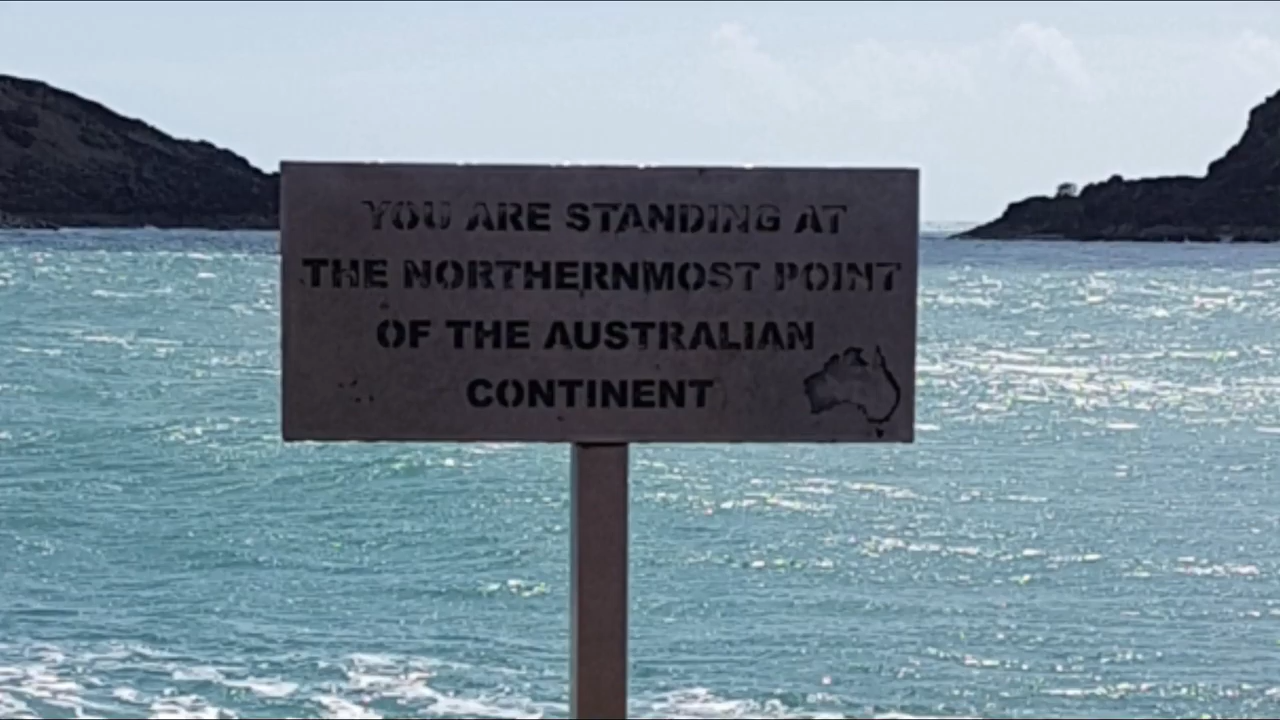 YOU ARE STANDING AT
THE NORTHERNMOST POINT
OF THE AUSTRALIAN
CONTINENT